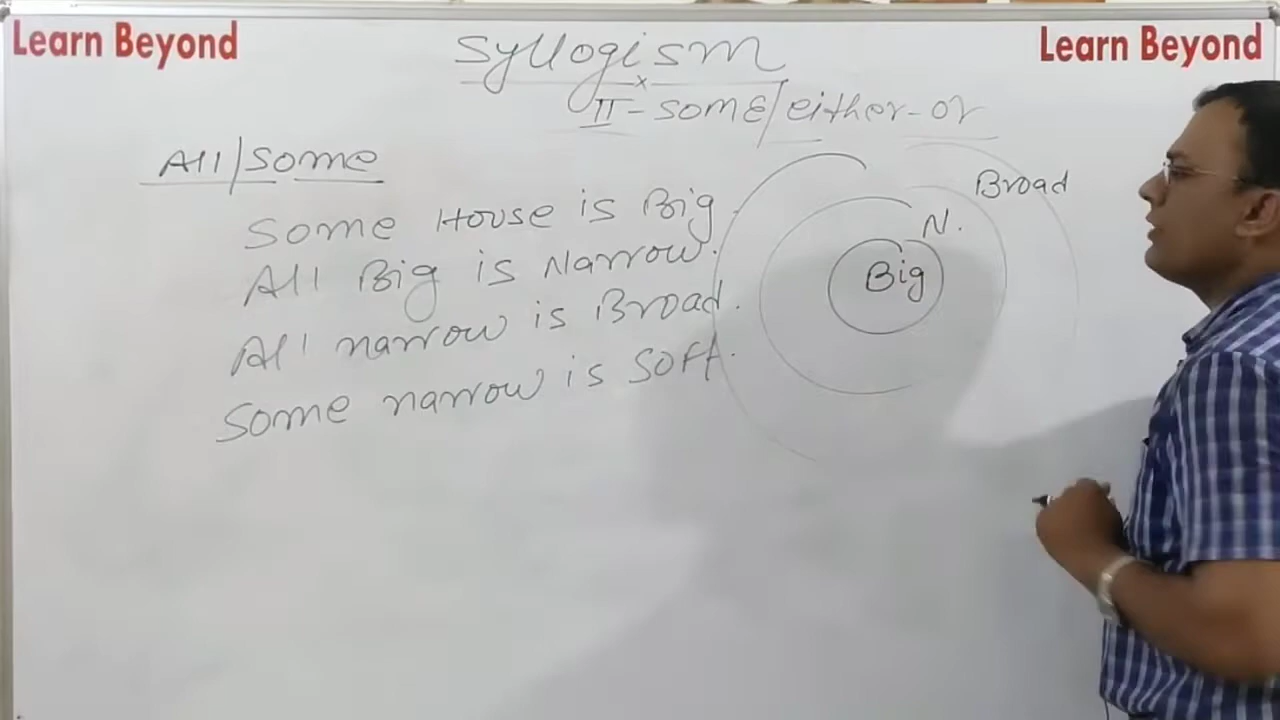 Learn Beyond
Learn Beyond
Syllogism
II - some/either-or
All/some
Some House is Big.
All Big is Narrow.
All narrow is Broad.
Some narrow is soft.
Broad
N.
Big